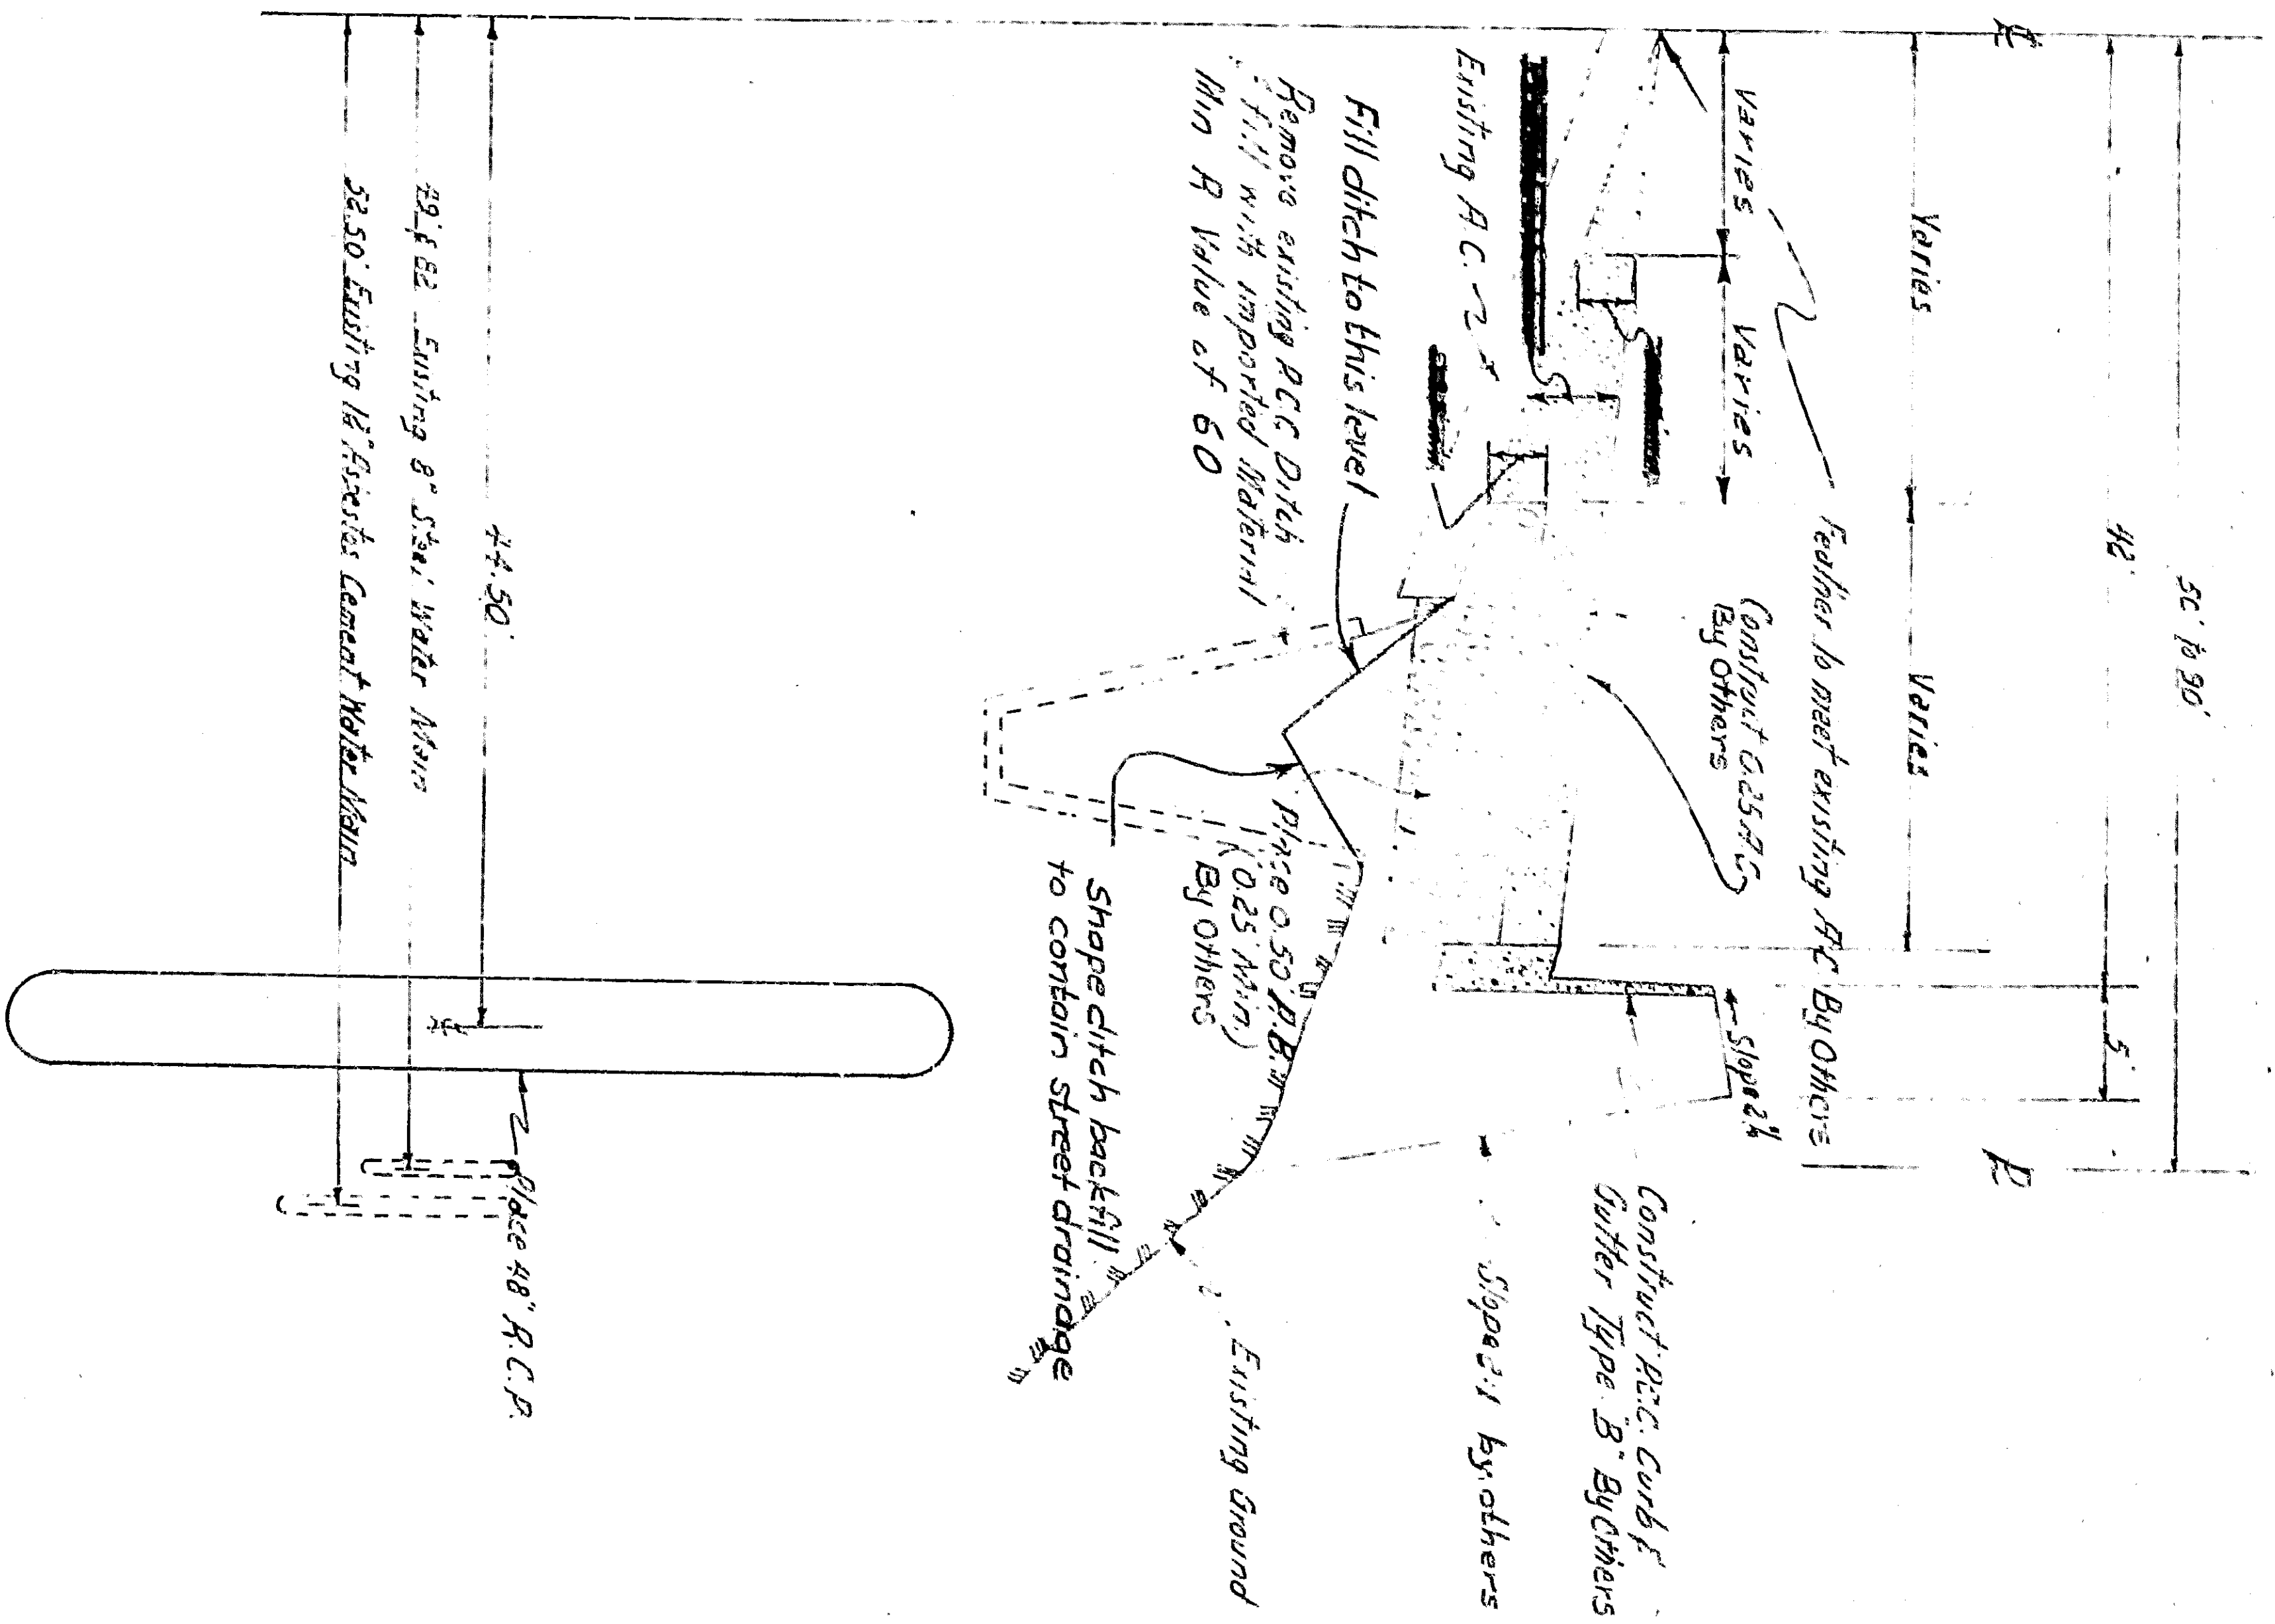 50' to 90'
42'
5'
Varies
Varies
Varies
Varies
Feather to meet existing A.C. By Others
Construct 0.25 A.C.
By Others
Slope 2%
Construct P.C.C. Curb &
Gutter Type "B" By Others
Existing A.C.
Slope 2:1 by others
Fill ditch to this level
Remove existing P.C.C. Ditch
fill with imported Material
Min R Value of 60
Place 0.50' A.B.
(0.25 Min.)
By Others
Existing Ground
Shape ditch backfill
to contain street drainage
44.50'
Existing 8" Steel Water Main
52.50' Existing 12" Asbestos Cement Water Main
Place 48" R.C.P.